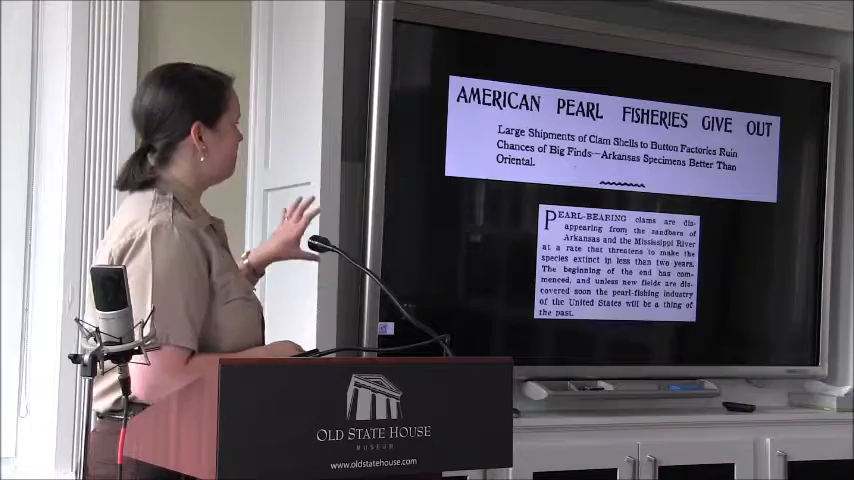 AMERICAN PEARL FISHERIES GIVE OUT
Large Shipments of Clam Shells to Button Factories Ruin
Chances of Big Finds—Arkansas Specimens Better Than
Oriental.
PEARL-BEARING clams are dis-
appearing from the sandbars of
Arkansas and the Mississippi River
at a rate that threatens to make the
species extinct in less than two years.
The beginning of the end has com-
menced, and unless new fields are dis-
covered soon the pearl-fishing industry
of the United States will be a thing of
the past.
OLD STATE HOUSE
MUSEUM
www.oldstatehouse.com